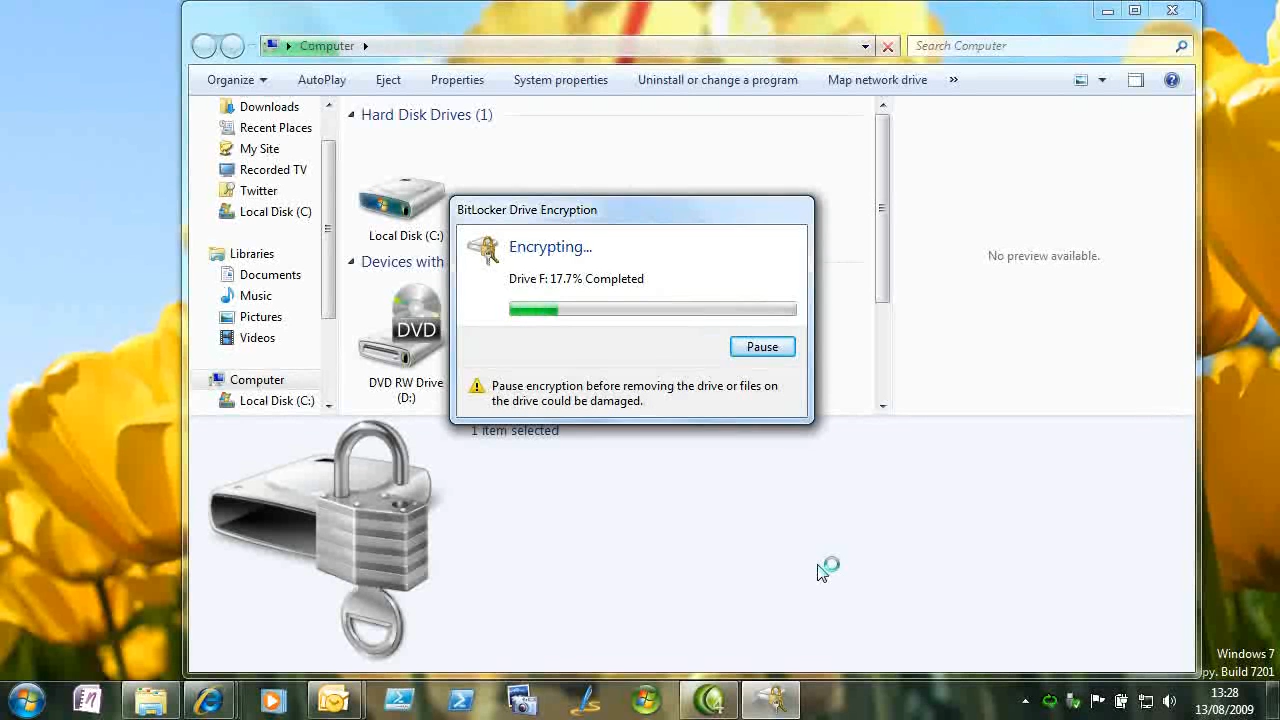 Computer
Search Computer
Organize
AutoPlay
Eject
Properties
System properties
Uninstall or change a program
Map network drive
»
Downloads
Recent Places
My Site
Recorded TV
Twitter
Local Disk (C)
Libraries
Documents
Music
Pictures
Videos
Computer
Local Disk (C:)
Hard Disk Drives (1)
Local Disk (C:)
Devices with
DVD
DVD RW Drive
(D:)
No preview available.
BitLocker Drive Encryption
Encrypting...
Drive F: 17.7% Completed
Pause
Pause encryption before removing the drive or files on
the drive could be damaged.
1 item selected
Windows 7
opy. Build 7201
4
13:28
13/08/2009